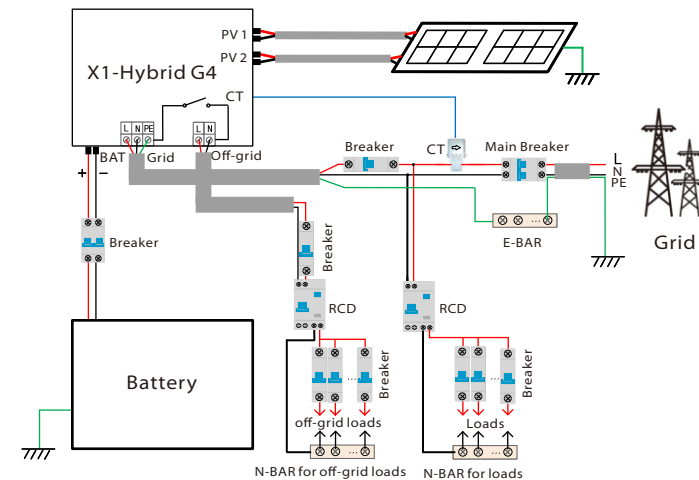 PV 1
PV 2
X1-Hybrid G4
CT
L N PE
L N
BAT
Grid
Off-grid
+
−
Breaker
CT
Main Breaker
L
N
PE
E-BAR
Grid
Breaker
Breaker
RCD
RCD
Battery
Breaker
Breaker
off-grid loads
Loads
N-BAR for off-grid loads
N-BAR for loads